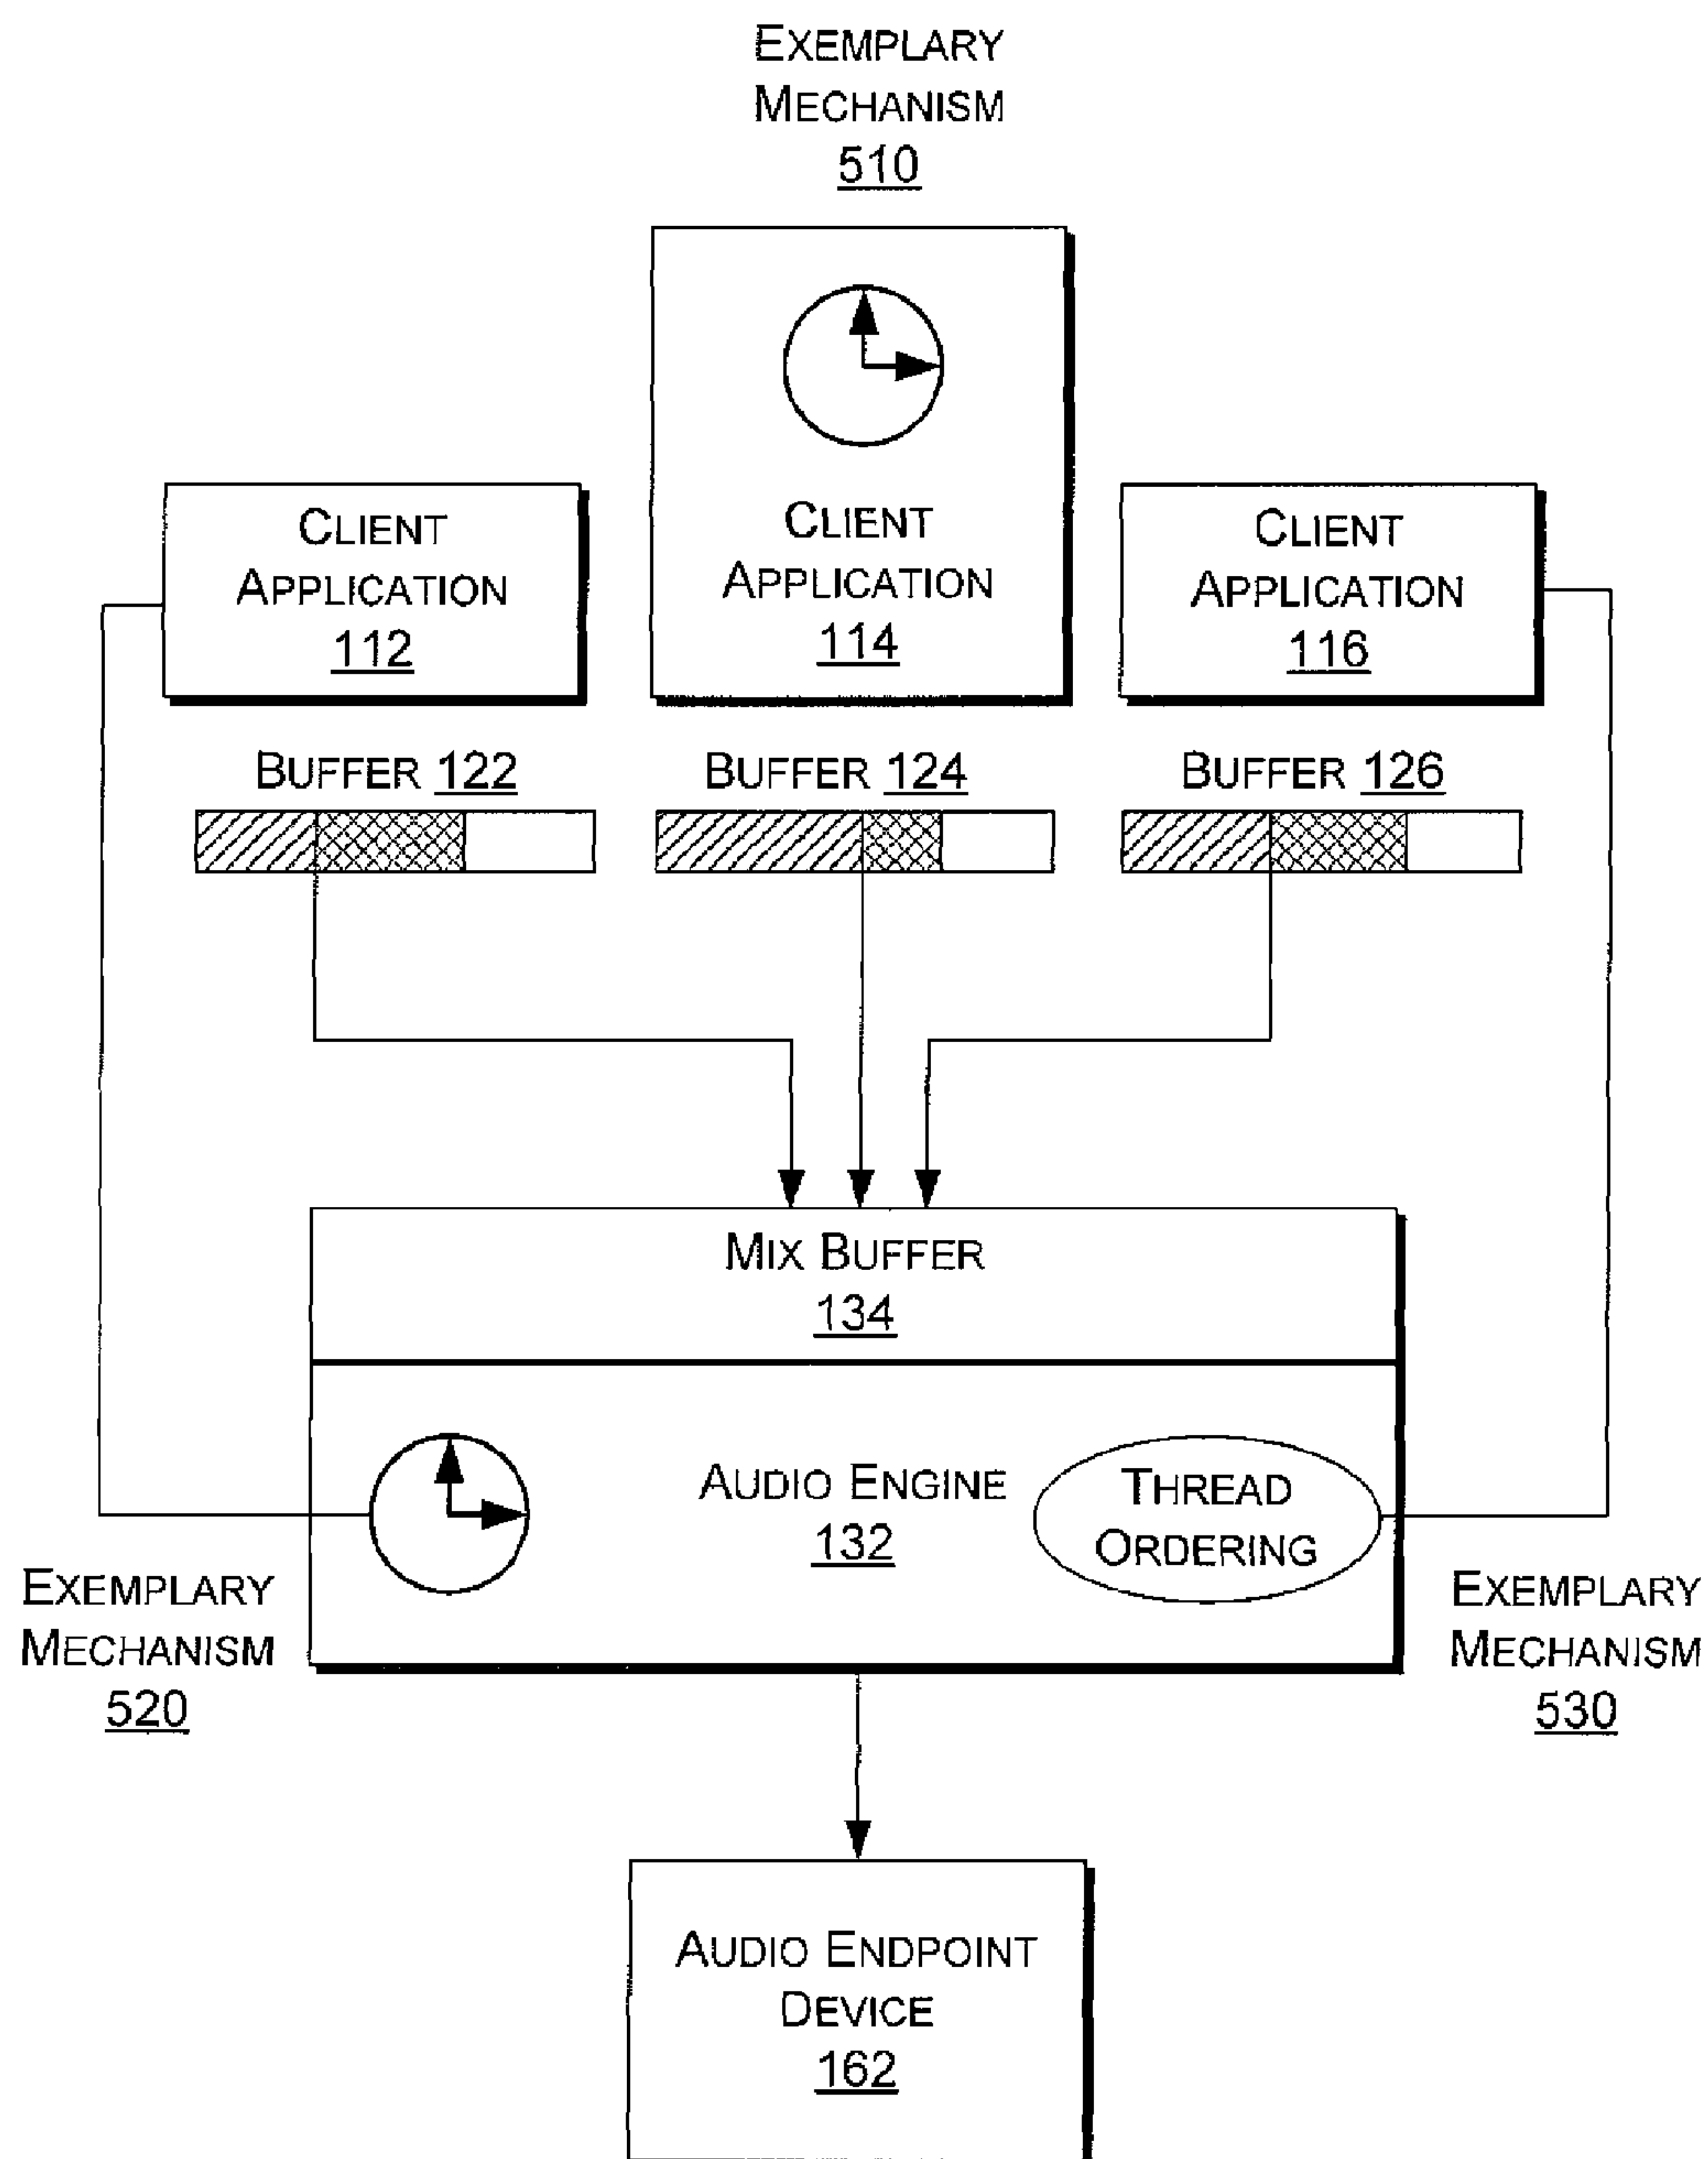 EXEMPLARY
MECHANISM
510
CLIENT
APPLICATION
112
CLIENT
APPLICATION
114
CLIENT
APPLICATION
116
BUFFER 122
BUFFER 124
BUFFER 126
MIX BUFFER
134
AUDIO ENGINE
132
THREAD
ORDERING
EXEMPLARY
MECHANISM
520
EXEMPLARY
MECHANISM
530
AUDIO ENDPOINT
DEVICE
162